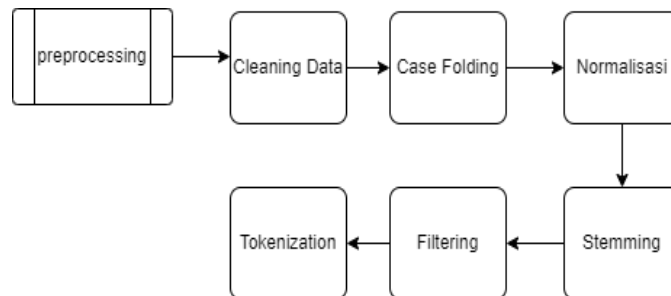 preprocessing
Cleaning Data
Case Folding
Normalisasi
Stemming
Filtering
Tokenization